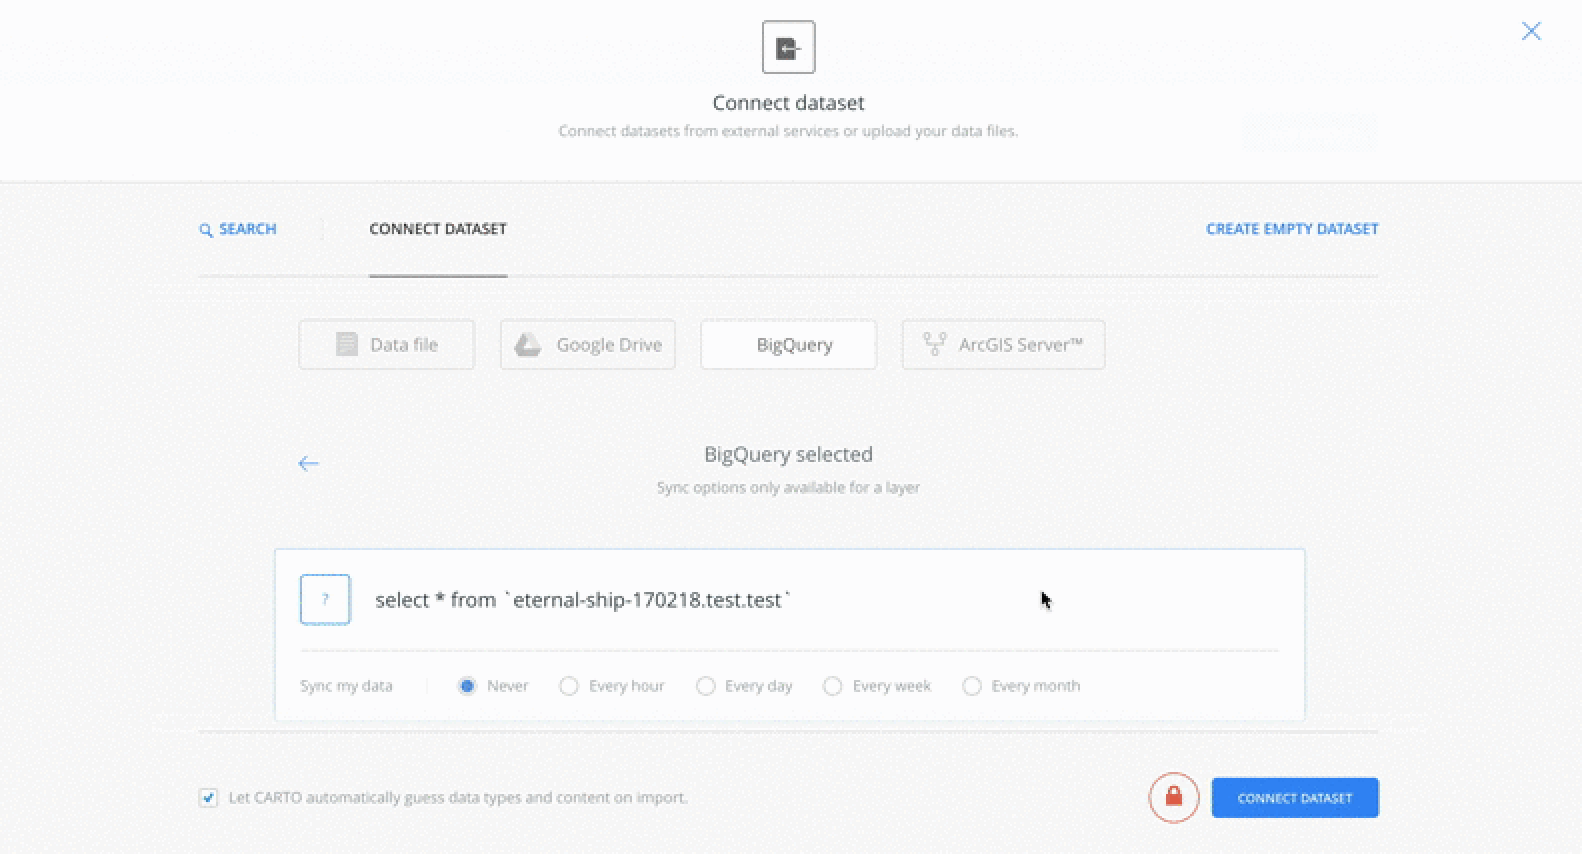 Connect dataset
Connect datasets from external services or upload your data files.
SEARCH CONNECT DATASET CREATE EMPTY DATASET
Data file Google Drive BigQuery ArcGIS Server™
BigQuery selected
Sync options only available for a layer
? select * from `eternal-ship-170218.test.test`
Sync my data Never Every hour Every day Every week Every month
Let CARTO automatically guess data types and content on import. CONNECT DATASET